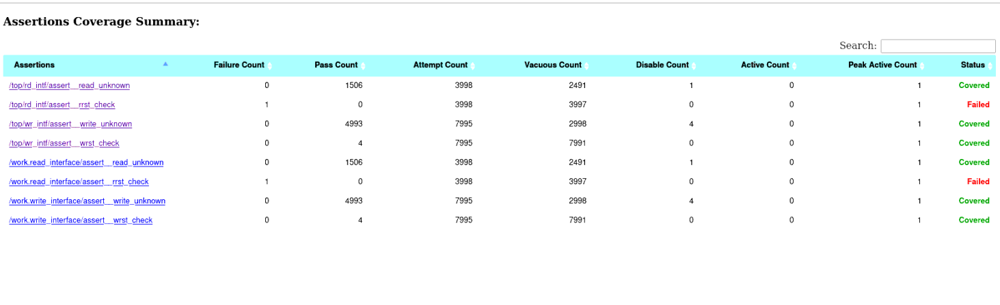 Assertions Coverage Summary:
Search:
Assertions Failure Count Pass Count Attempt Count Vacuous Count Disable Count Active Count Peak Active Count Status
/top/rd_intf/assert__read_unknown 0 1506 3998 2491 1 0 1 Covered
/top/rd_intf/assert__rrst_check 1 0 3998 3997 0 0 1 Failed
/top/wr_intf/assert__write_unknown 0 4993 7995 2998 4 0 1 Covered
/top/wr_intf/assert__wrst_check 0 4 7995 7991 0 0 1 Covered
/work.read_interface/assert__read_unknown 0 1506 3998 2491 1 0 1 Covered
/work.read_interface/assert__rrst_check 1 0 3998 3997 0 0 1 Failed
/work.write_interface/assert__write_unknown 0 4993 7995 2998 4 0 1 Covered
/work.write_interface/assert__wrst_check 0 4 7995 7991 0 0 1 Covered